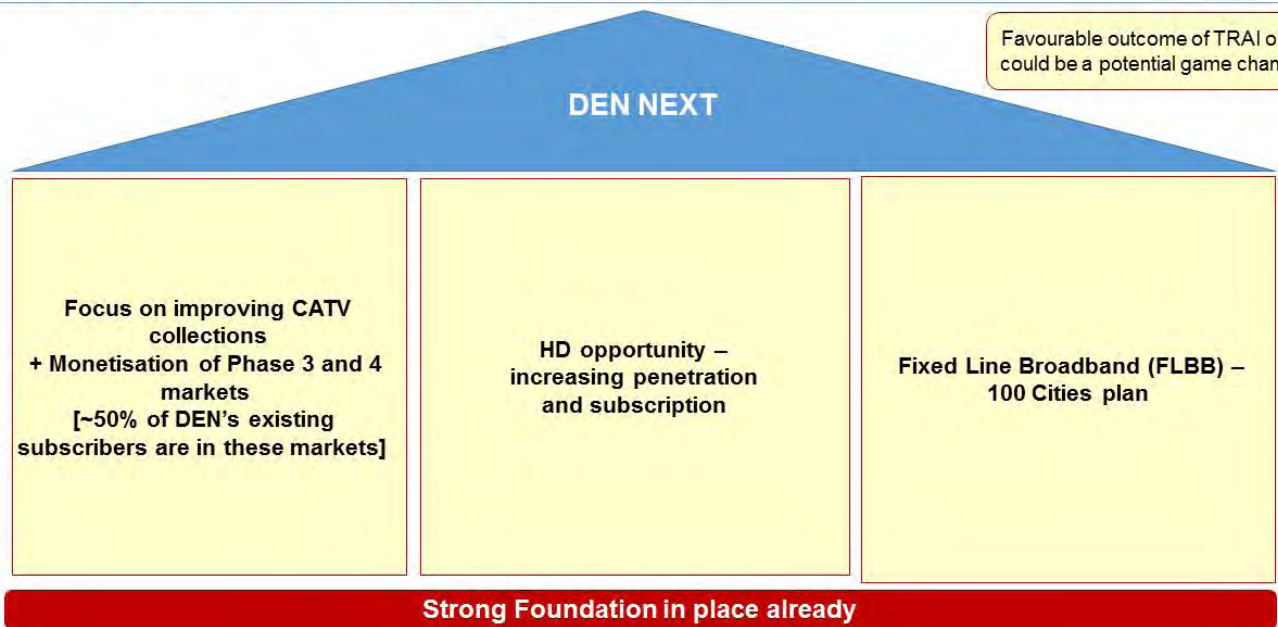 Favourable outcome of TRAI
could be a potential game
DEN NEXT
Focus on improving CATV
collections
+ Monetisation of Phase 3 and 4
markets
[~50% of DEN's existing
subscribers are in these markets]
HD opportunity –
increasing penetration
and subscription
Fixed Line Broadband (FLBB) –
100 Cities plan
Strong Foundation in place already